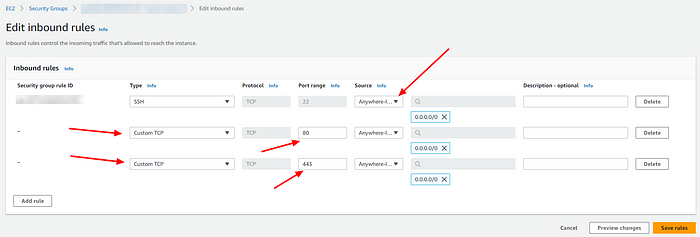 EC2 > Security Groups > > Edit inbound rules
Edit inbound rules Info
Inbound rules control the incoming traffic that's allowed to reach the instance.
Inbound rules Info
Security group rule ID Type Info Protocol Info Port range Info Source Info Description - optional Info
SSH TCP 22 Anywhere-I... Delete
0.0.0.0/0 X
– Custom TCP TCP 80 Anywhere-I... Delete
0.0.0.0/0 X
– Custom TCP TCP 443 Anywhere-I... Delete
0.0.0.0/0 X
Add rule
Cancel Preview changes Save rules